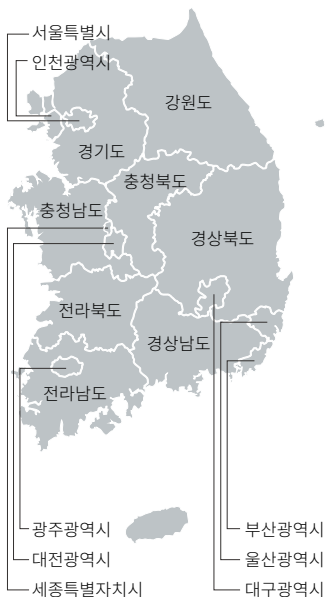 서울특별시
인천광역시
강원도
경기도
충청북도
충청남도
경상북도
전라북도
경상남도
전라남도
광주광역시
부산광역시
대전광역시
울산광역시
세종특별자치시
대구광역시